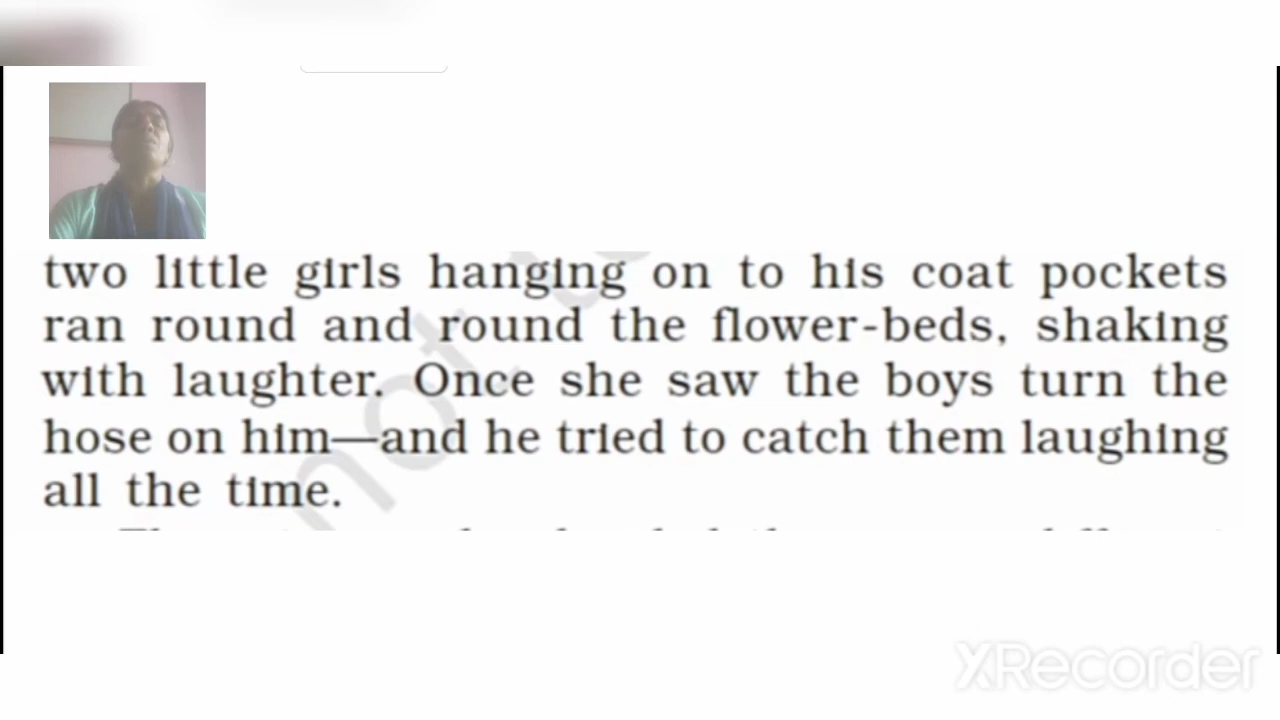 two little girls hanging on to his coat pockets
ran round and round the flower-beds, shaking
with laughter. Once she saw the boys turn the
hose on him—and he tried to catch them laughing
all the time.
not
XRecorder